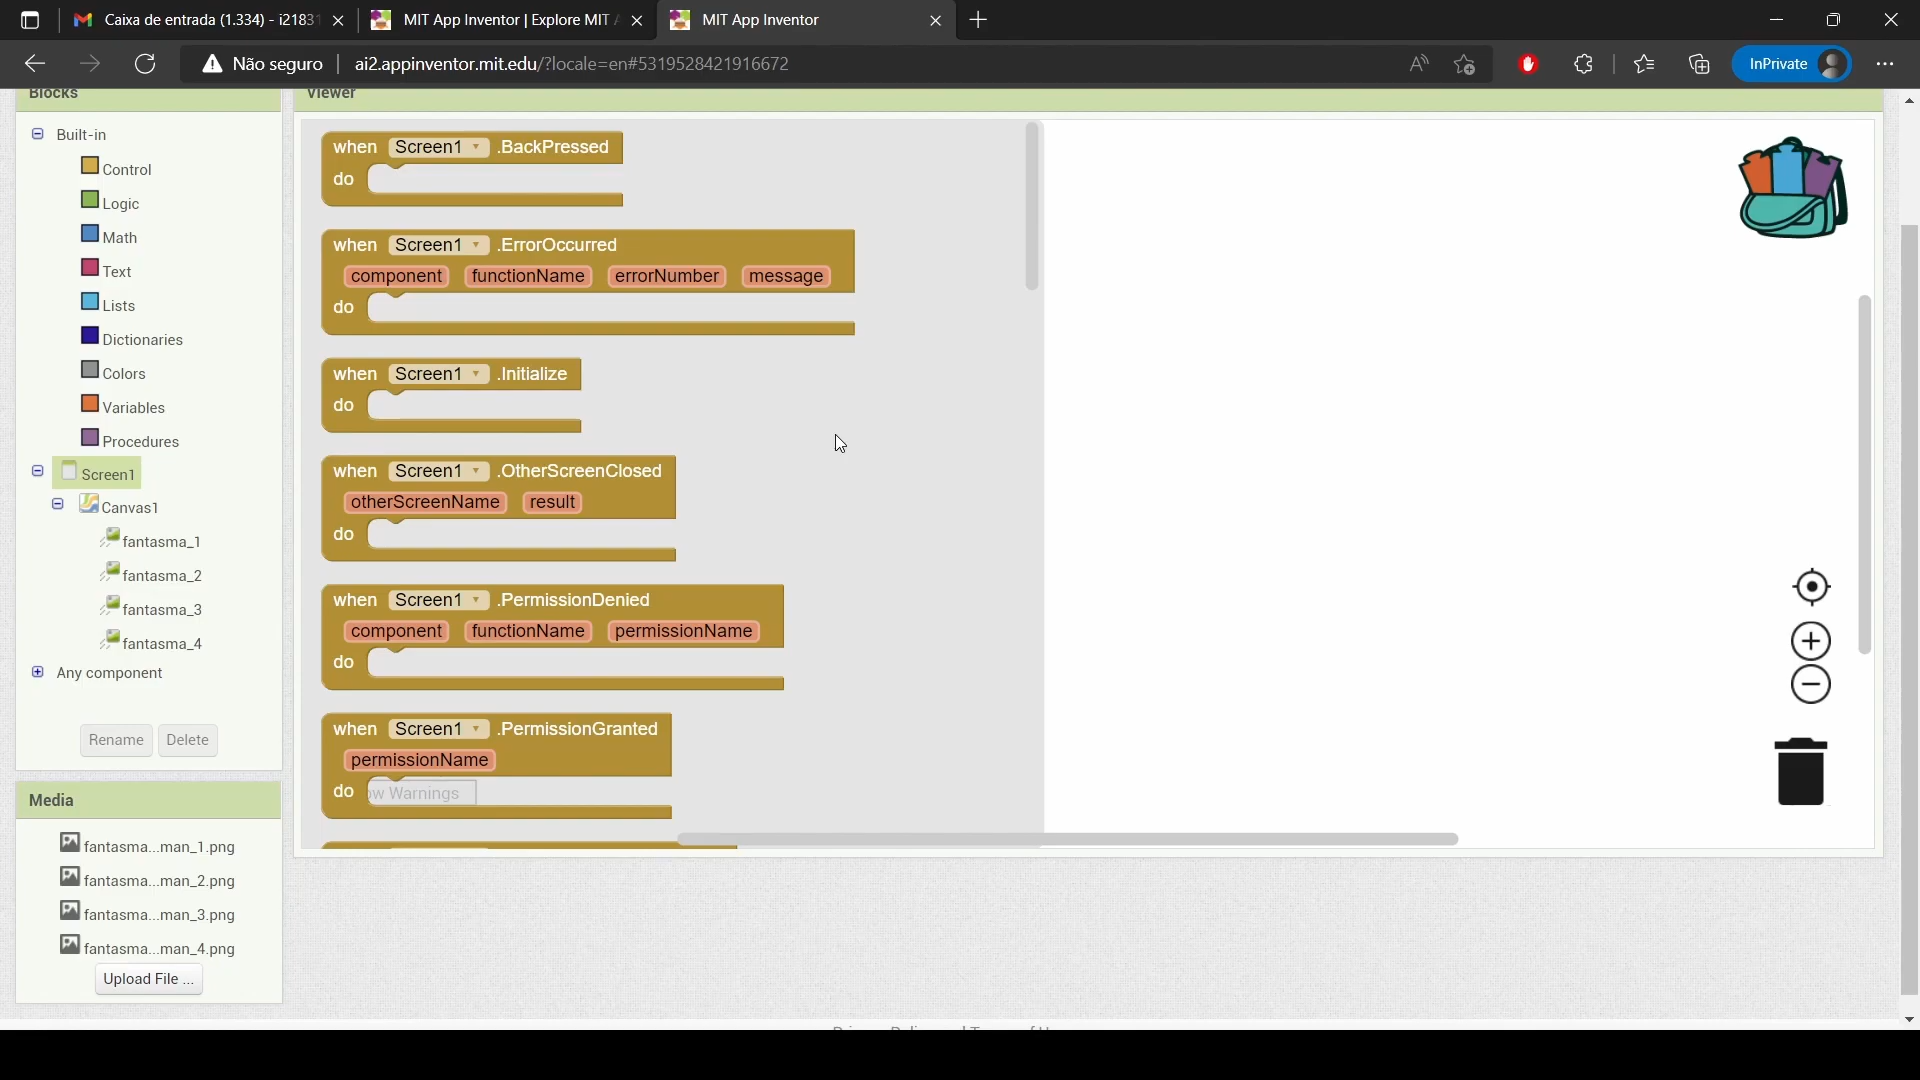 Caixa de entrada (1.334) - i2183
MIT App Inventor | Explore MIT A
MIT App Inventor
Não seguro
ai2.appinventor.mit.edu/?locale=en#5319528421916672
InPrivate
Blocks
Viewer
Built-in
Control
Logic
Math
Text
Lists
Dictionaries
Colors
Variables
Procedures
Screen1
Canvas1
fantasma_1
fantasma_2
fantasma_3
fantasma_4
Any component
Rename
Delete
Media
fantasma...man_1.png
fantasma...man_2.png
fantasma...man_3.png
fantasma...man_4.png
Upload File ...
when Screen1 .BackPressed
do
when Screen1 .ErrorOccurred
component functionName errorNumber message
do
when Screen1 .Initialize
do
when Screen1 .OtherScreenClosed
otherScreenName result
do
when Screen1 .PermissionDenied
component functionName permissionName
do
when Screen1 .PermissionGranted
permissionName
do
ow Warnings